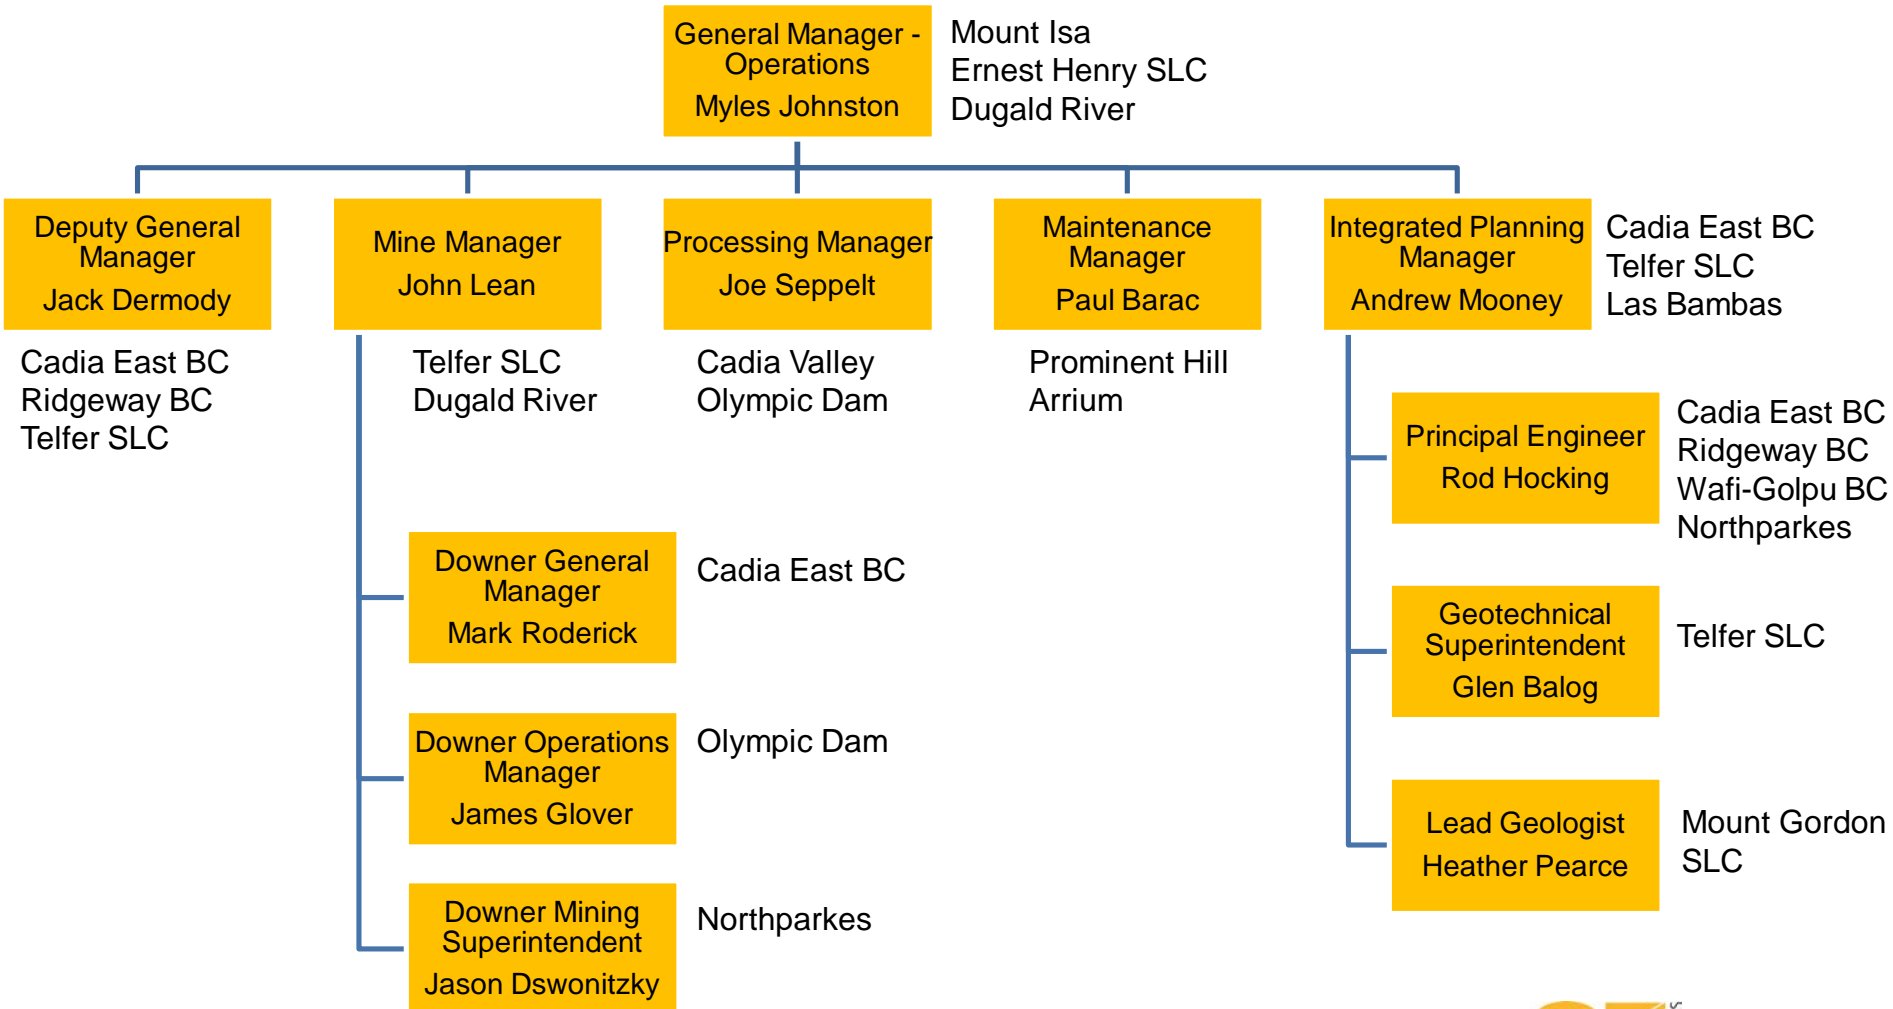 General Manager -
Operations
Myles Johnston
Mount Isa
Ernest Henry SLC
Dugald River
Deputy General
Manager
Jack Dermody
Cadia East BC
Ridgeway BC
Telfer SLC
Mine Manager
John Lean
Telfer SLC
Dugald River
Processing Manager
Joe Seppelt
Cadia Valley
Olympic Dam
Maintenance
Manager
Paul Barac
Prominent Hill
Arrium
Integrated Planning
Manager
Andrew Mooney
Cadia East BC
Telfer SLC
Las Bambas
Downer General
Manager
Mark Roderick
Cadia East BC
Downer Operations
Manager
James Glover
Olympic Dam
Downer Mining
Superintendent
Jason Dswonitzky
Northparkes
Principal Engineer
Rod Hocking
Cadia East BC
Ridgeway BC
Wafi-Golpu BC
Northparkes
Geotechnical
Superintendent
Glen Balog
Telfer SLC
Lead Geologist
Heather Pearce
Mount Gordon
SLC